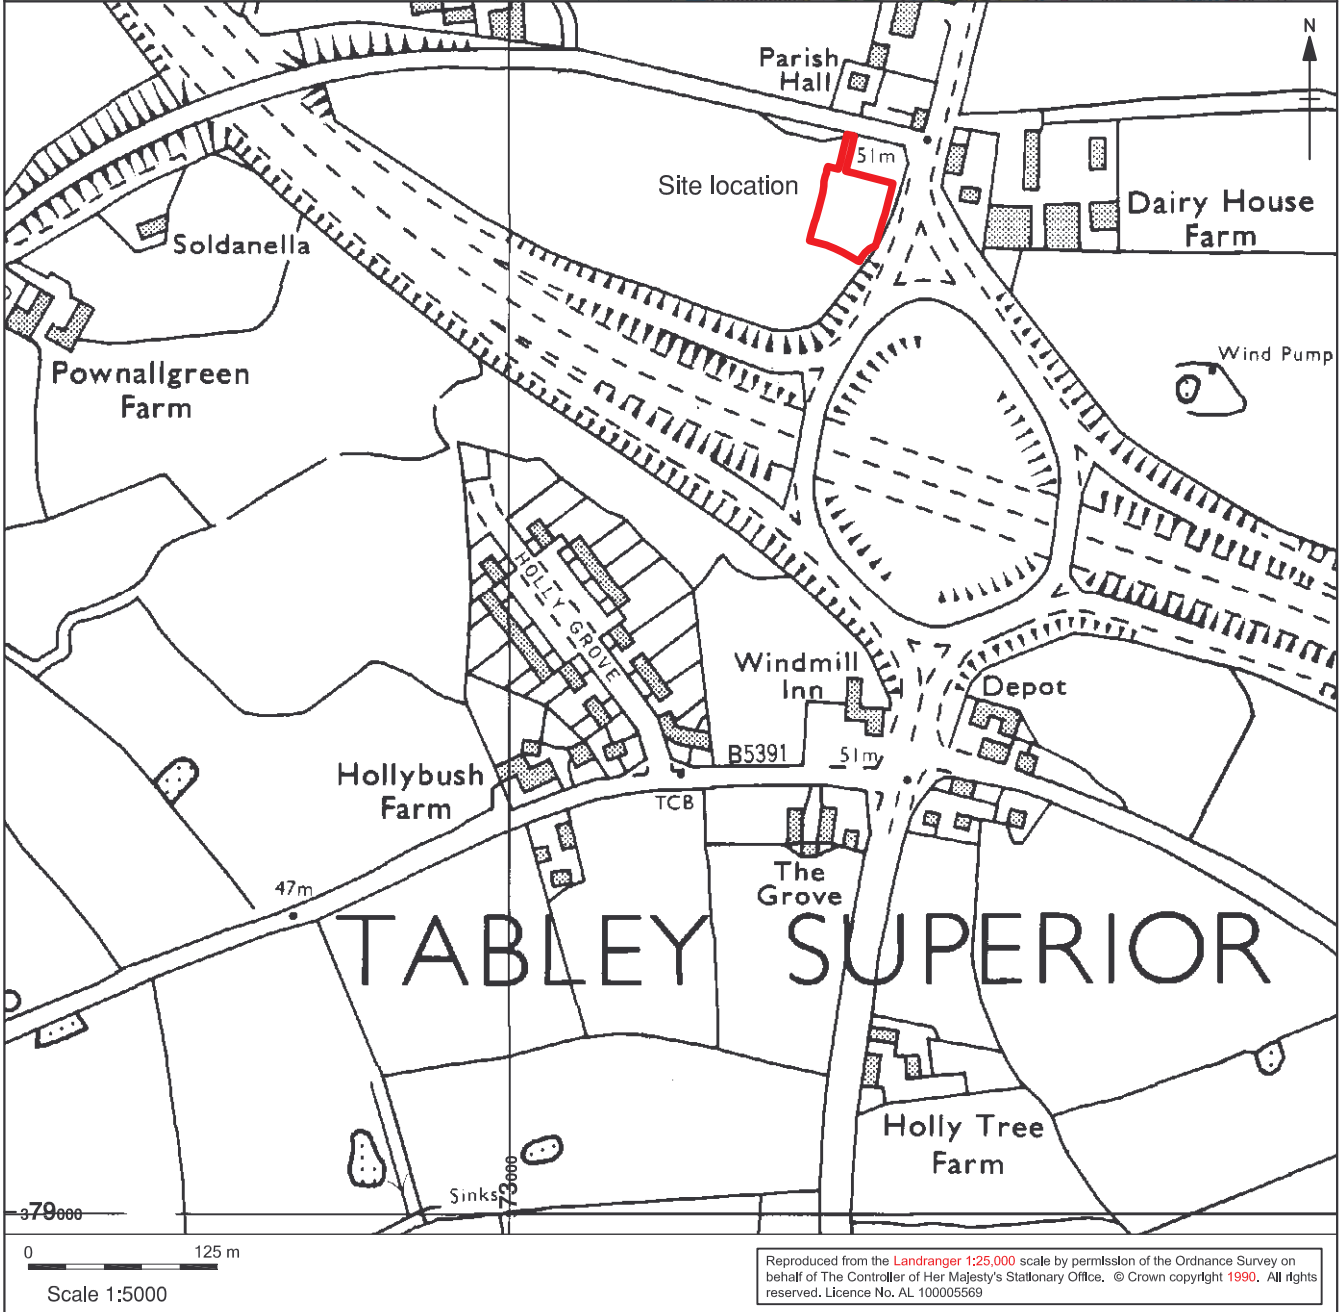 N
Parish
Hall
51m
Site location
Dairy House
Farm
Soldanella
Pownallgreen
Farm
Wind Pump
HOLLY GROVE
Windmill
Inn
Depot
B5391
51m
Hollybush
Farm
TCB
The
Grove
47m
TABLEY SUPERIOR
Holly Tree
Farm
Sinks
73000
379000
0 125 m
Scale 1:5000
Reproduced from the Landranger 1:25,000 scale by permission of the Ordnance Survey on
behalf of The Controller of Her Majesty's Stationary Office. © Crown copyright 1990. All rights
reserved. Licence No. AL 100005569